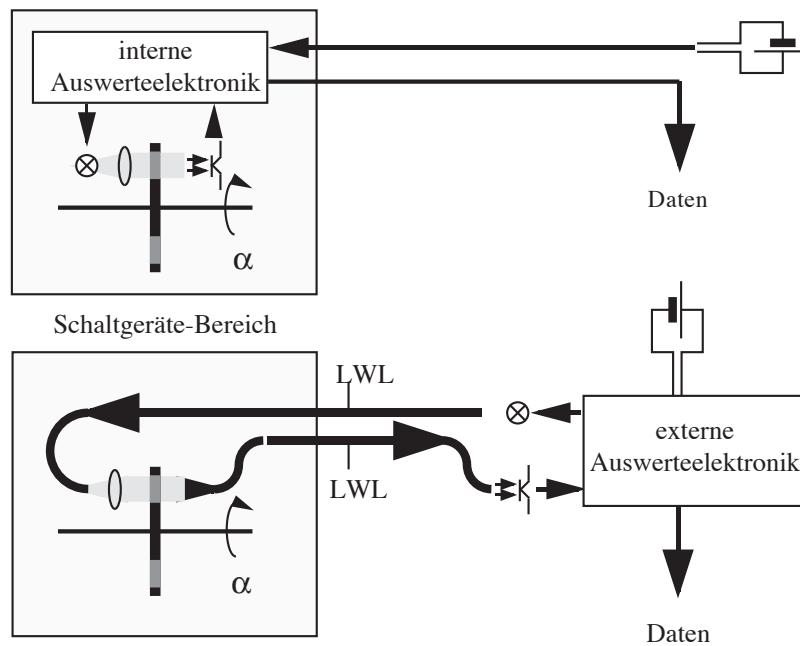 interne
Auswerteelektronik
Daten
α
Schaltgeräte-Bereich
LWL
externe
Auswerteelektronik
LWL
α
Daten